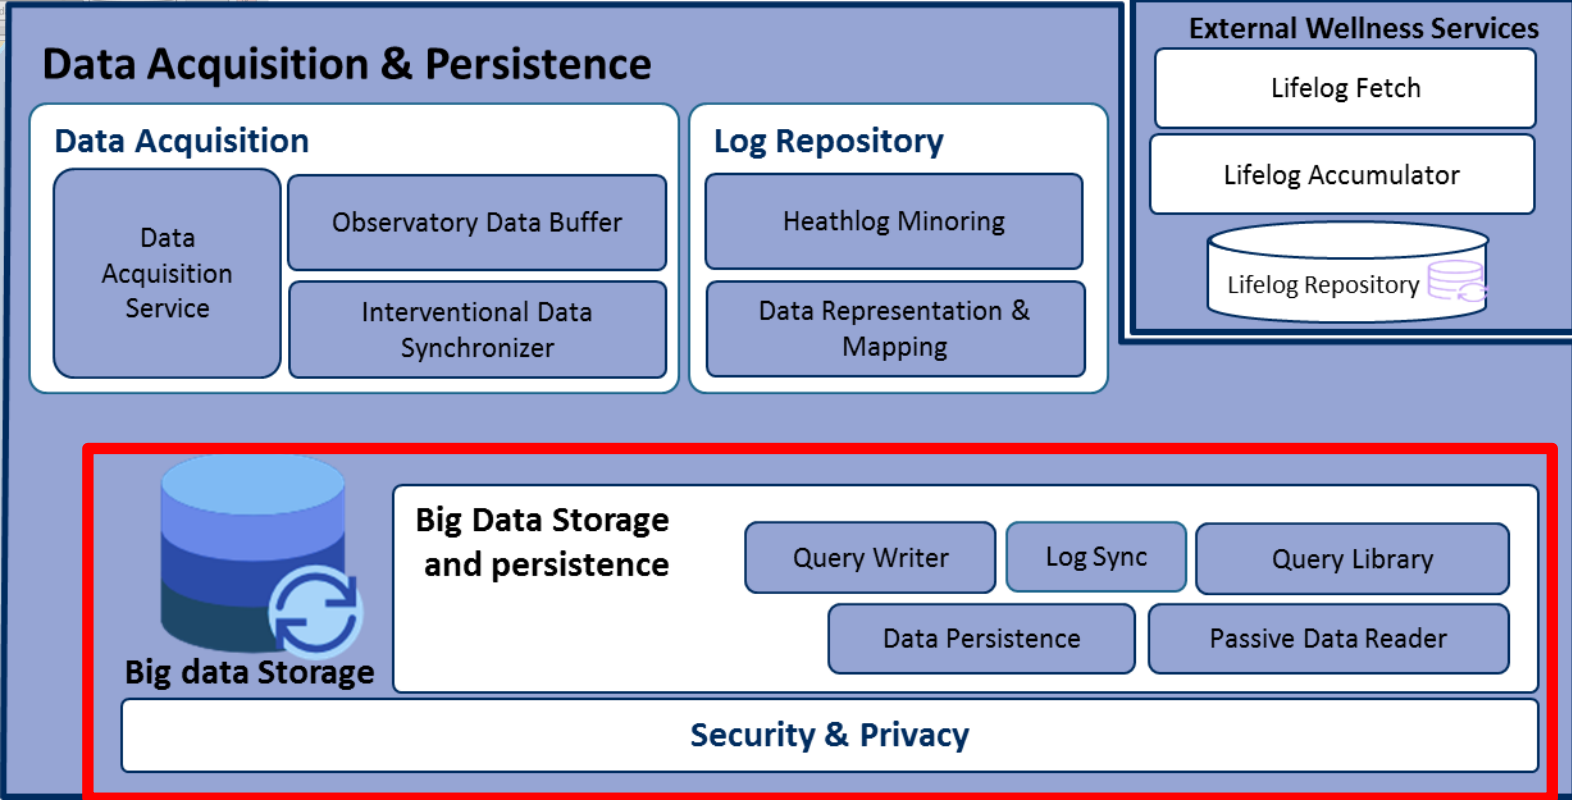 Data Acquisition & Persistence
Data Acquisition
Data
Acquisition
Service
Observatory Data Buffer
Interventional Data
Synchronizer
Log Repository
Heathlog Minoring
Data Representation &
Mapping
External Wellness Services
Lifelog Fetch
Lifelog Accumulator
Lifelog Repository
Big data Storage
Big Data Storage
and persistence
Query Writer
Log Sync
Query Library
Data Persistence
Passive Data Reader
Security & Privacy